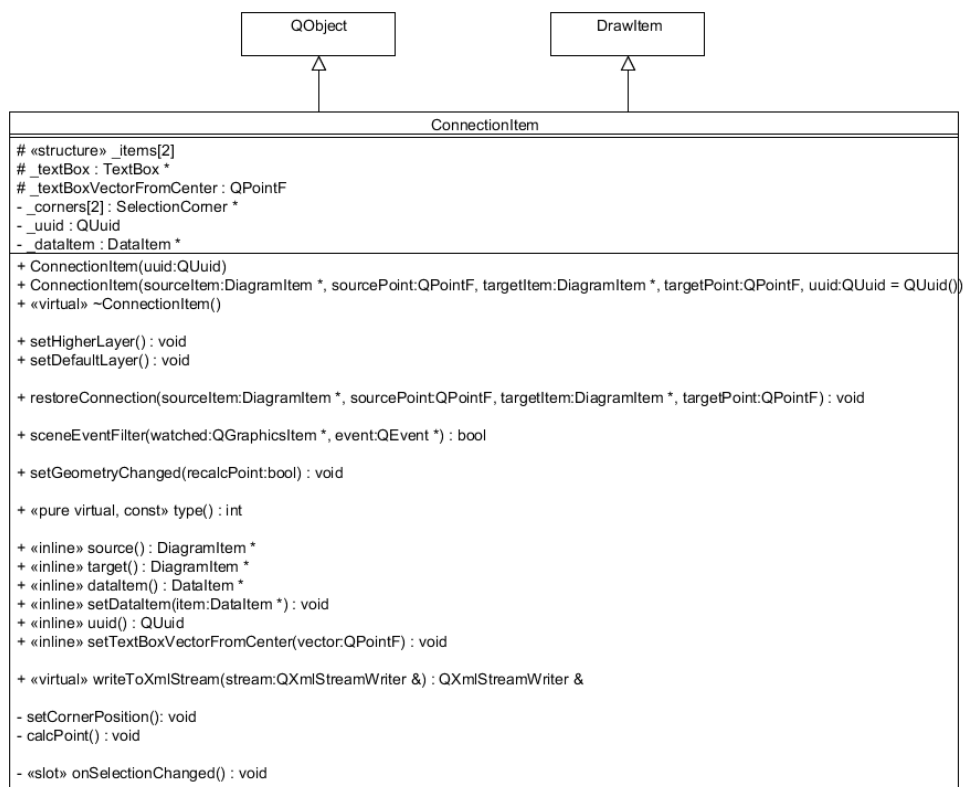 QObject
DrawItem
ConnectionItem
# «structure» _items[2]
# _textBox : TextBox *
# _textBoxVectorFromCenter : QPointF
- _corners[2] : SelectionCorner *
- _uuid : QUuid
- _dataItem : DataItem *
+ ConnectionItem(uuid:QUuid)
+ ConnectionItem(sourceItem:DiagramItem *, sourcePoint:QPointF, targetItem:DiagramItem *, targetPoint:QPointF, uuid:QUuid = QUuid())
+ «virtual» ~ConnectionItem()
+ setHigherLayer() : void
+ setDefaultLayer() : void
+ restoreConnection(sourceItem:DiagramItem *, sourcePoint:QPointF, targetItem:DiagramItem *, targetPoint:QPointF) : void
+ sceneEventFilter(watched:QGraphicsItem *, event:QEvent *) : bool
+ setGeometryChanged(recalcPoint:bool) : void
+ «pure virtual, const» type() : int
+ «inline» source() : DiagramItem *
+ «inline» target() : DiagramItem *
+ «inline» dataItem() : DataItem *
+ «inline» setDataItem(item:DataItem *) : void
+ «inline» uuid() : QUuid
+ «inline» setTextBoxVectorFromCenter(vector:QPointF) : void
+ «virtual» writeToXmlStream(stream:QXmlStreamWriter &) : QXmlStreamWriter &
- setCornerPosition(): void
- calcPoint() : void
- «slot» onSelectionChanged() : void